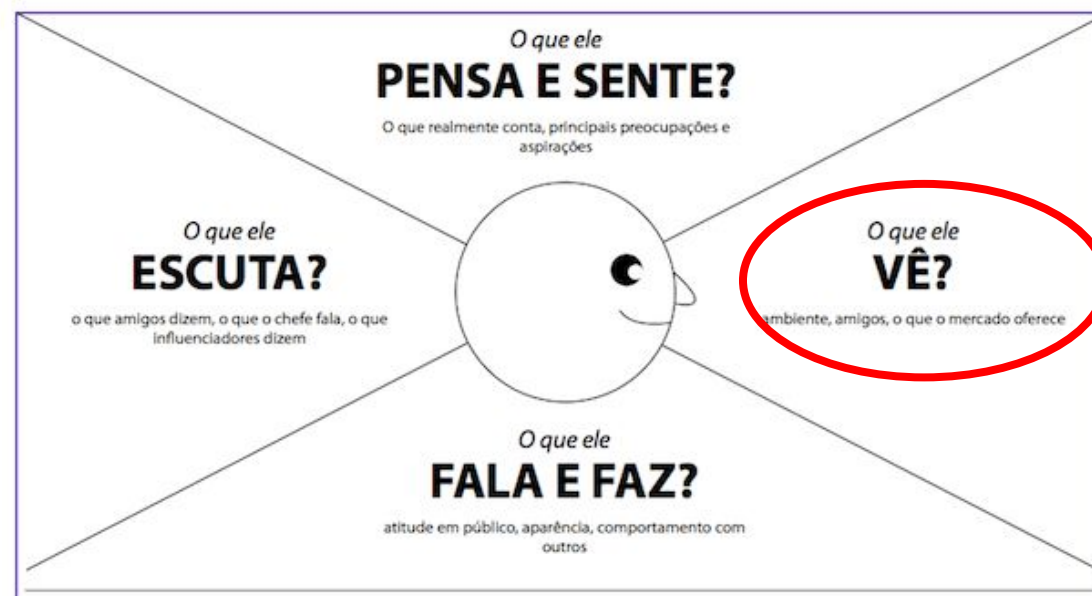 O que ele
PENSA E SENTE?
O que realmente conta, principais preocupações e
aspirações
O que ele
ESCUTA?
o que amigos dizem, o que o chefe fala, o que
influenciadores dizem
O que ele
VÊ?
ambiente, amigos, o que o mercado oferece
O que ele
FALA E FAZ?
atitude em público, aparência, comportamento com
outros